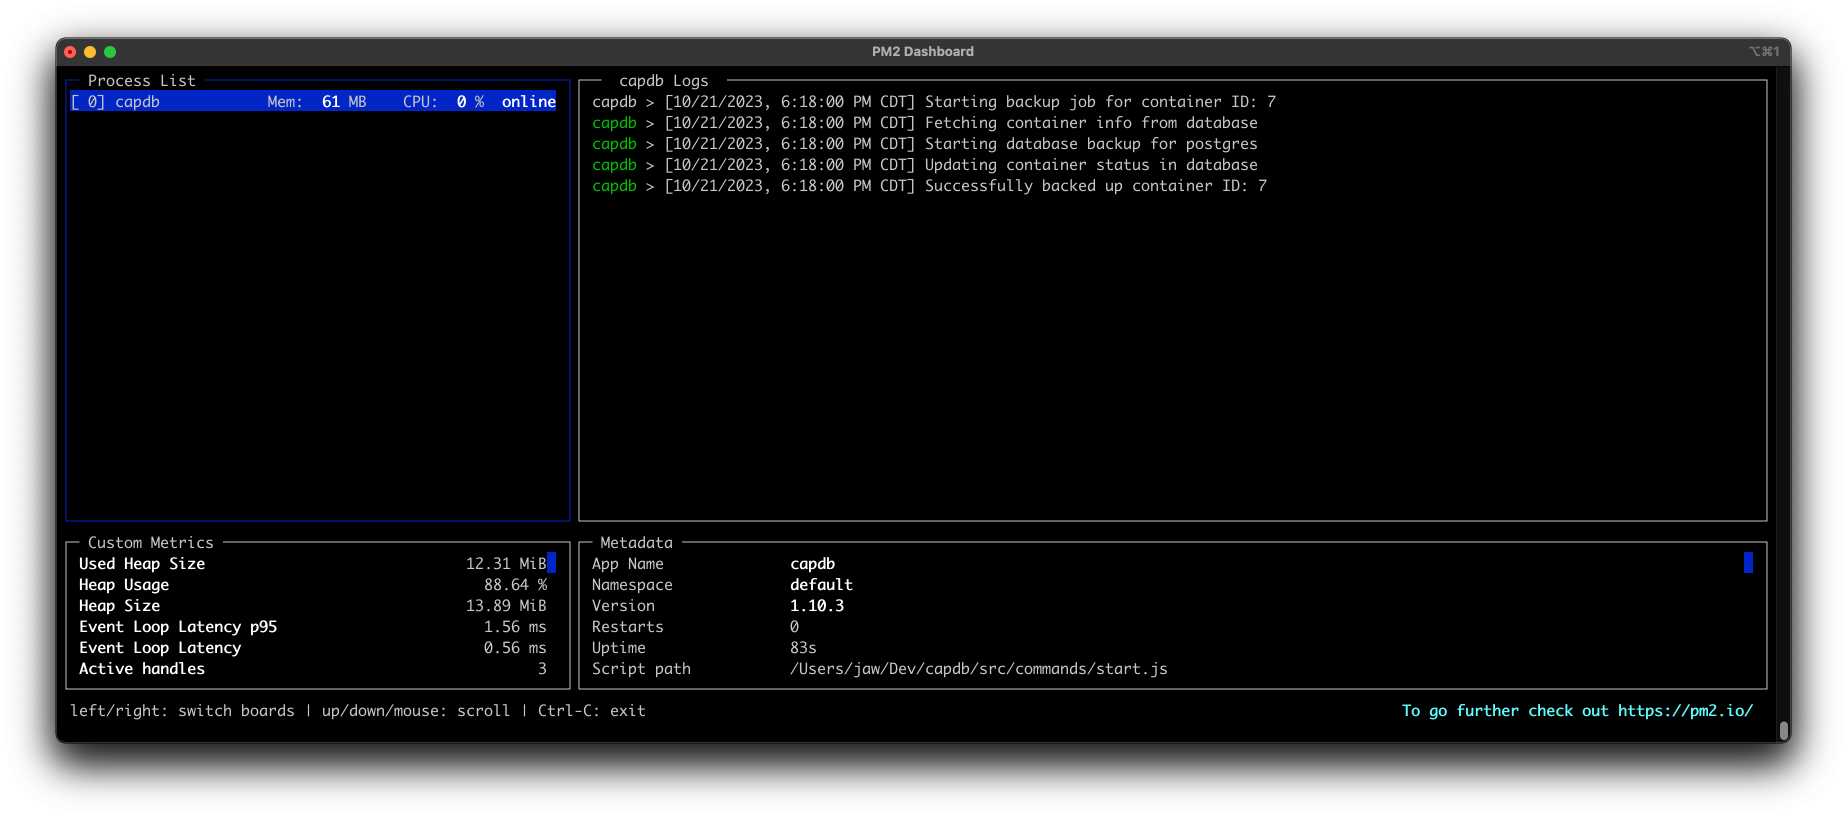 PM2 Dashboard
⌥⌘1
Process List
[ 0] capdb Mem: 61 MB CPU: 0 % online
capdb Logs
capdb > [10/21/2023, 6:18:00 PM CDT] Starting backup job for container ID: 7
capdb > [10/21/2023, 6:18:00 PM CDT] Fetching container info from database
capdb > [10/21/2023, 6:18:00 PM CDT] Starting database backup for postgres
capdb > [10/21/2023, 6:18:00 PM CDT] Updating container status in database
capdb > [10/21/2023, 6:18:00 PM CDT] Successfully backed up container ID: 7
Custom Metrics
Used Heap Size 12.31 MiB
Heap Usage 88.64 %
Heap Size 13.89 MiB
Event Loop Latency p95 1.56 ms
Event Loop Latency 0.56 ms
Active handles 3
Metadata
App Name capdb
Namespace default
Version 1.10.3
Restarts 0
Uptime 83s
Script path /Users/jaw/Dev/capdb/src/commands/start.js
left/right: switch boards | up/down/mouse: scroll | Ctrl-C: exit
To go further check out https://pm2.io/